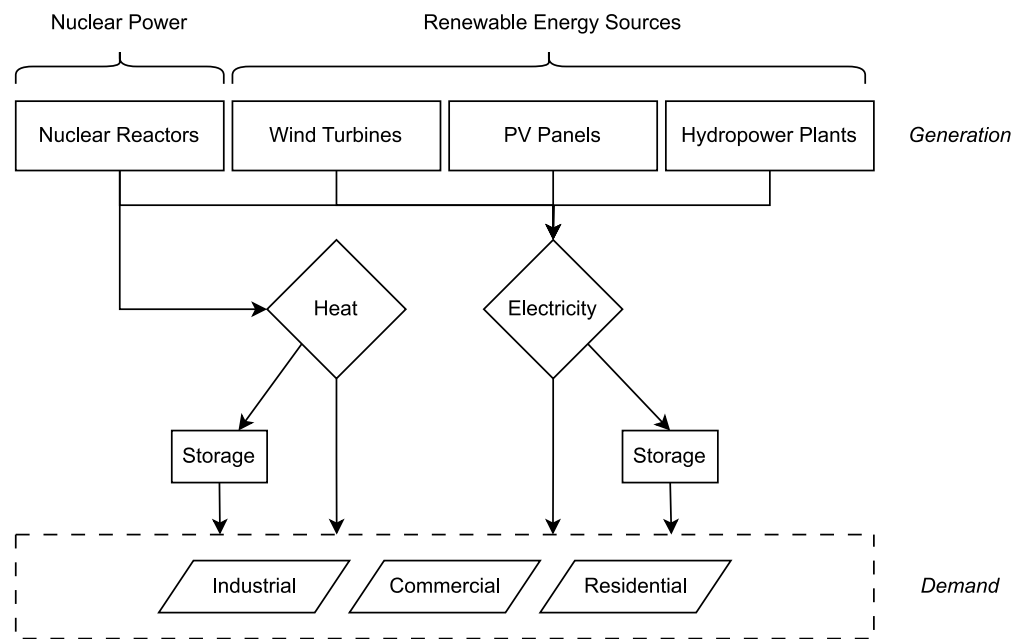 Nuclear Power
Renewable Energy Sources
Nuclear Reactors
Wind Turbines
PV Panels
Hydropower Plants
Generation
Heat
Electricity
Storage
Storage
Industrial
Commercial
Residential
Demand